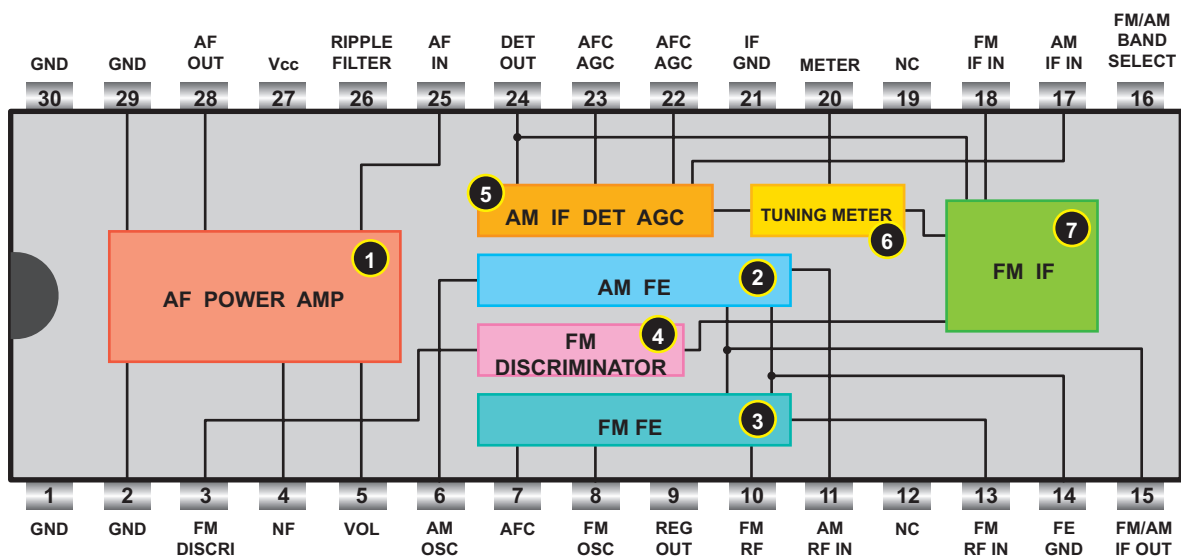 FM/AM
AF RIPPLE AF DET AFC AFC IF FM AM BAND
GND GND OUT Vcc FILTER IN OUT AGC AGC GND METER NC IF IN IF IN SELECT
30 29 28 27 26 25 24 23 22 21 20 19 18 17 16
5 AM IF DET AGC
TUNING METER 6
7 FM IF
1 AF POWER AMP
2 AM FE
4 FM
DISCRIMINATOR
3 FM FE
1 2 3 4 5 6 7 8 9 10 11 12 13 14 15
GND GND FM NF VOL AM AFC FM REG FM AM NC FM FE FM/AM
DISCRI OSC OSC OUT RF RF IN RF IN GND IF OUT